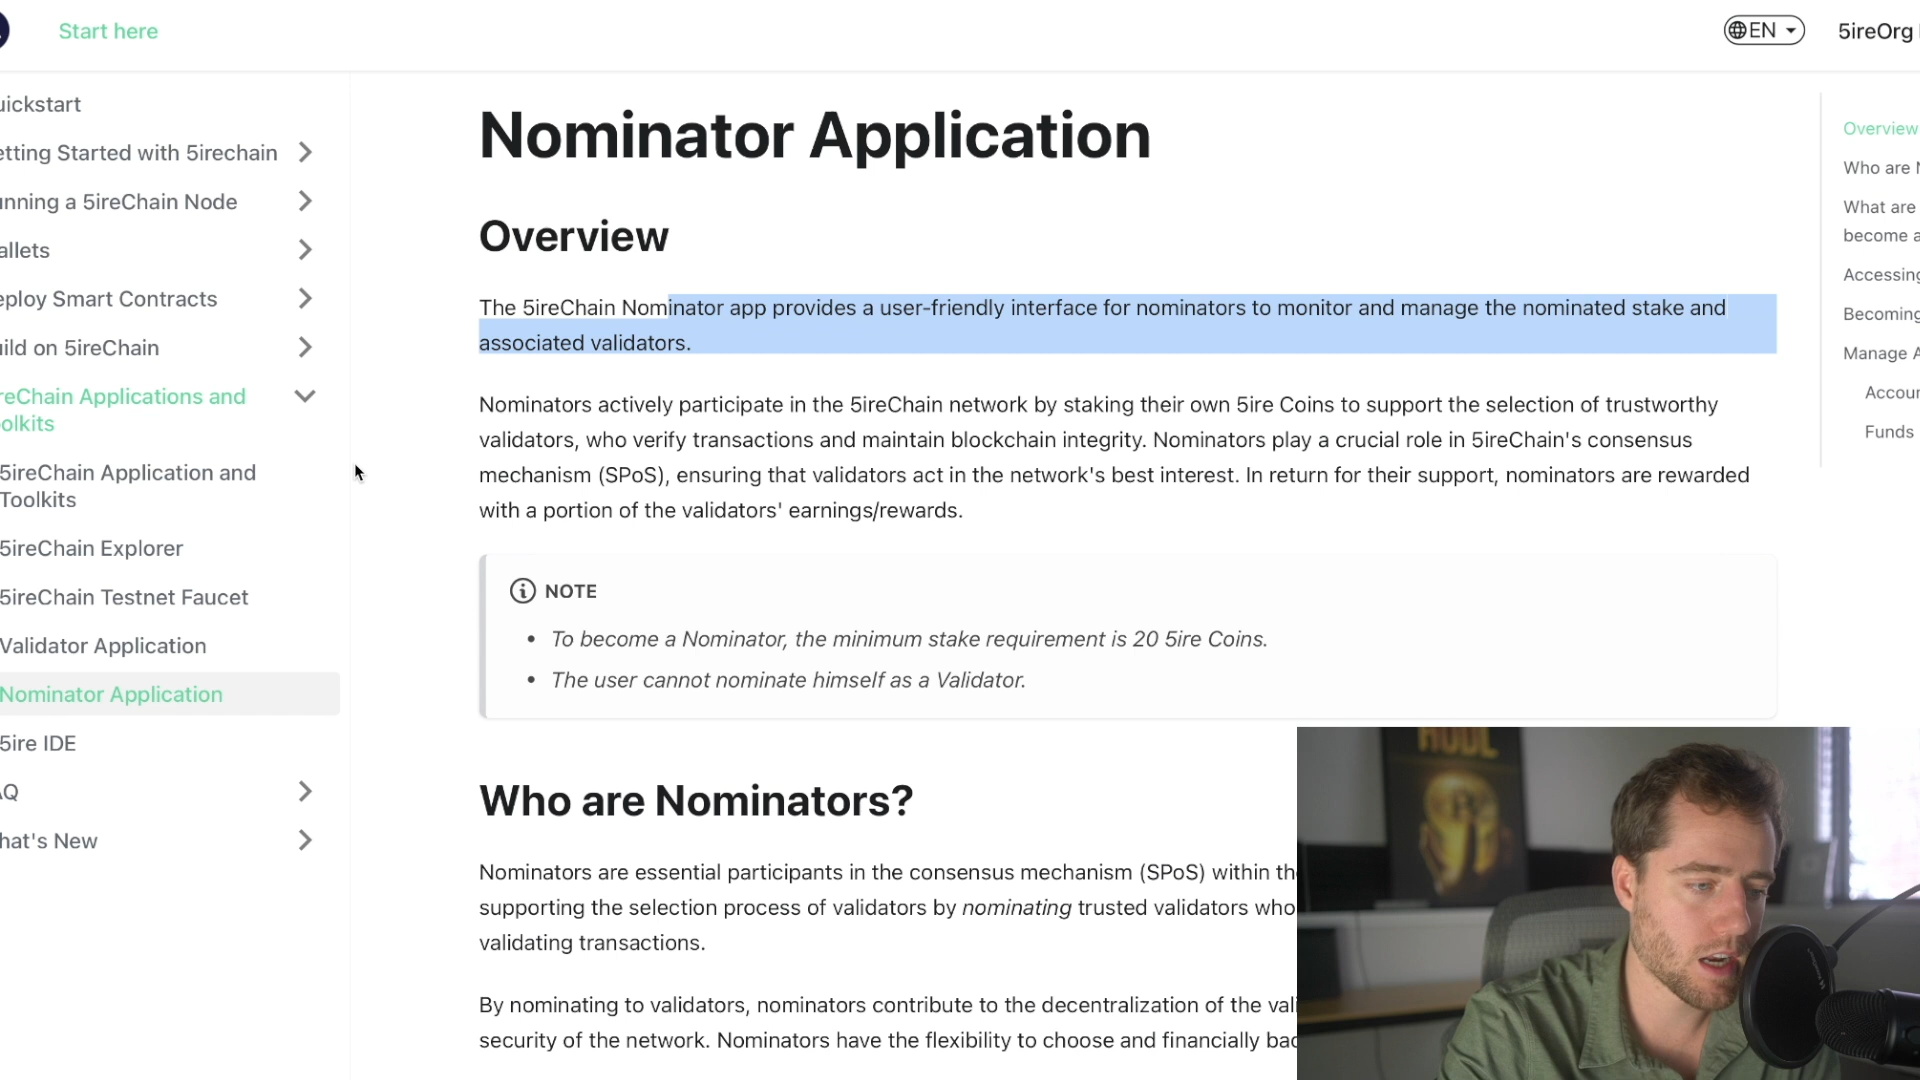 Start here
EN
5ireOrg
uickstart
etting Started with 5irechain
unning a 5ireChain Node
allets
eploy Smart Contracts
ild on 5ireChain
reChain Applications and
olkits
5ireChain Application and
Toolkits
5ireChain Explorer
5ireChain Testnet Faucet
Validator Application
Nominator Application
5ire IDE
AQ
hat's New
Nominator Application
Overview
The 5ireChain Nominator app provides a user-friendly interface for nominators to monitor and manage the nominated stake and
associated validators.
Nominators actively participate in the 5ireChain network by staking their own 5ire Coins to support the selection of trustworthy
validators, who verify transactions and maintain blockchain integrity. Nominators play a crucial role in 5ireChain's consensus
mechanism (SPoS), ensuring that validators act in the network's best interest. In return for their support, nominators are rewarded
with a portion of the validators' earnings/rewards.
NOTE
• To become a Nominator, the minimum stake requirement is 20 5ire Coins.
• The user cannot nominate himself as a Validator.
Who are Nominators?
Nominators are essential participants in the consensus mechanism (SPoS) within th
supporting the selection process of validators by nominating trusted validators who
validating transactions.
By nominating to validators, nominators contribute to the decentralization of the vali
security of the network. Nominators have the flexibility to choose and financially bac
Overview
Who are N
What are
become a
Accessing
Becoming
Manage A
Accoun
Funds
HODL